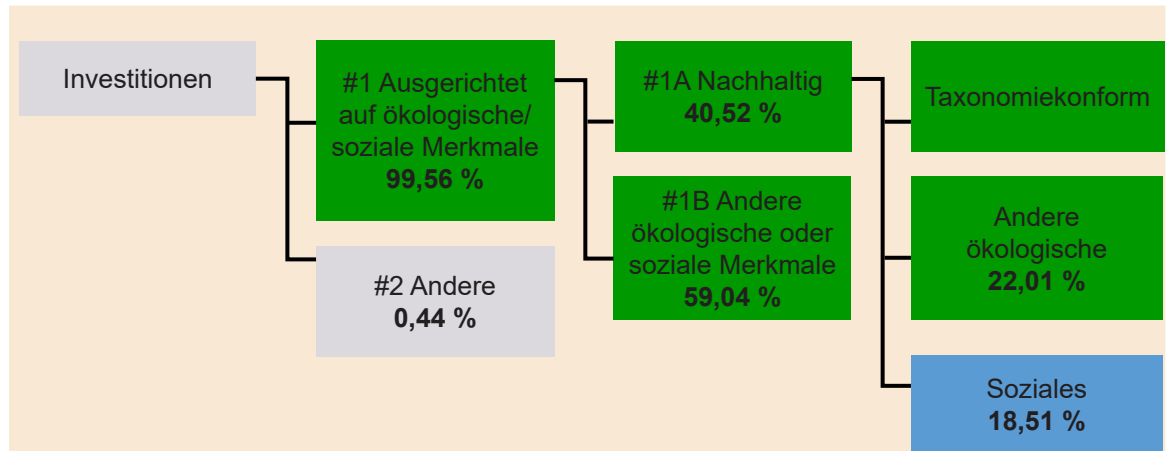 Investitionen
#1 Ausgerichtet
auf ökologische/
soziale Merkmale
99,56 %
#2 Andere
0,44 %
#1A Nachhaltig
40,52 %
#1B Andere
ökologische oder
soziale Merkmale
59,04 %
Taxonomiekonform
Andere
ökologische
22,01 %
Soziales
18,51 %